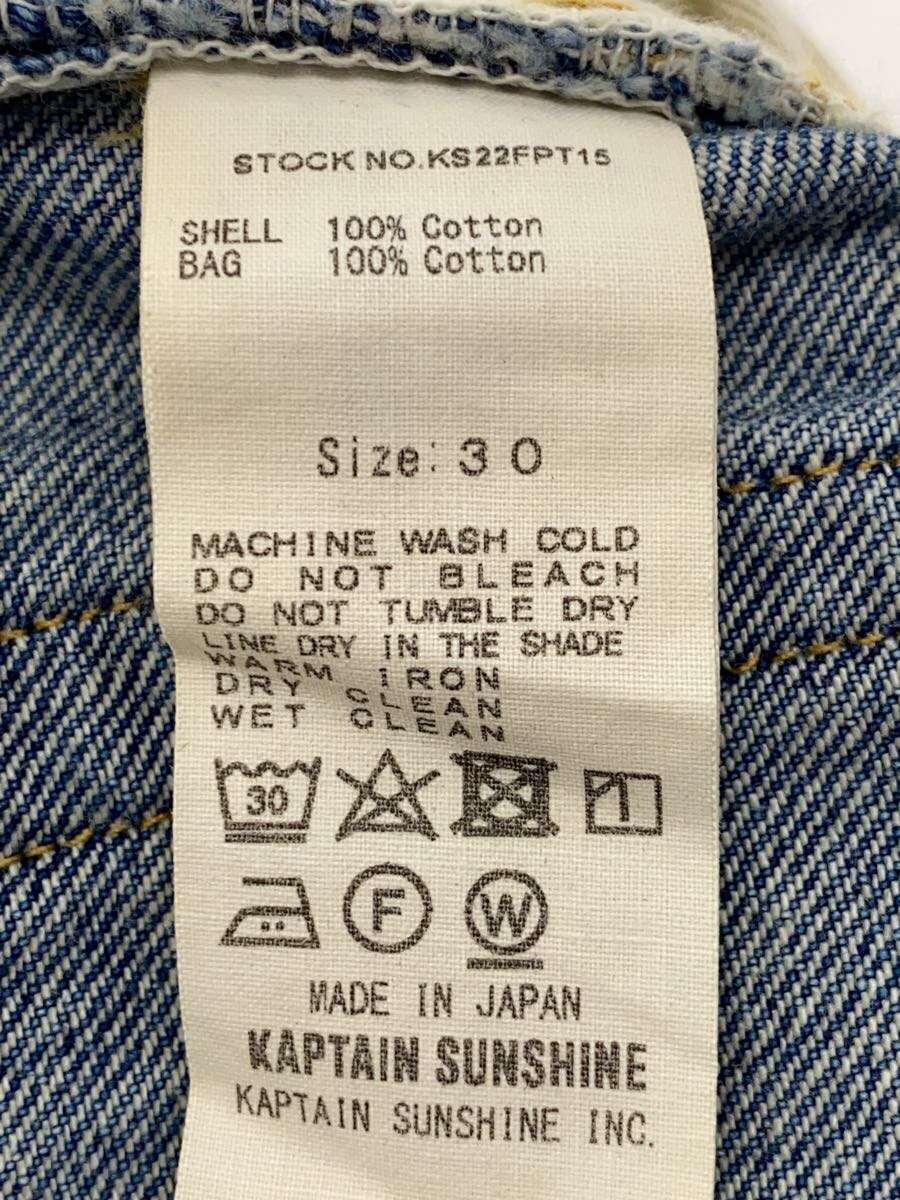 STOCK NO.KS22FPT15
SHELL 100% Cotton
BAG 100% Cotton
Size: 30
MACHINE WASH COLD
DO NOT BLEACH
DO NOT TUMBLE DRY
LINE DRY IN THE SHADE
WARM IRON
DRY CLEAN
WET CLEAN
30
F
W
MADE IN JAPAN
KAPTAIN SUNSHINE
KAPTAIN SUNSHINE INC.